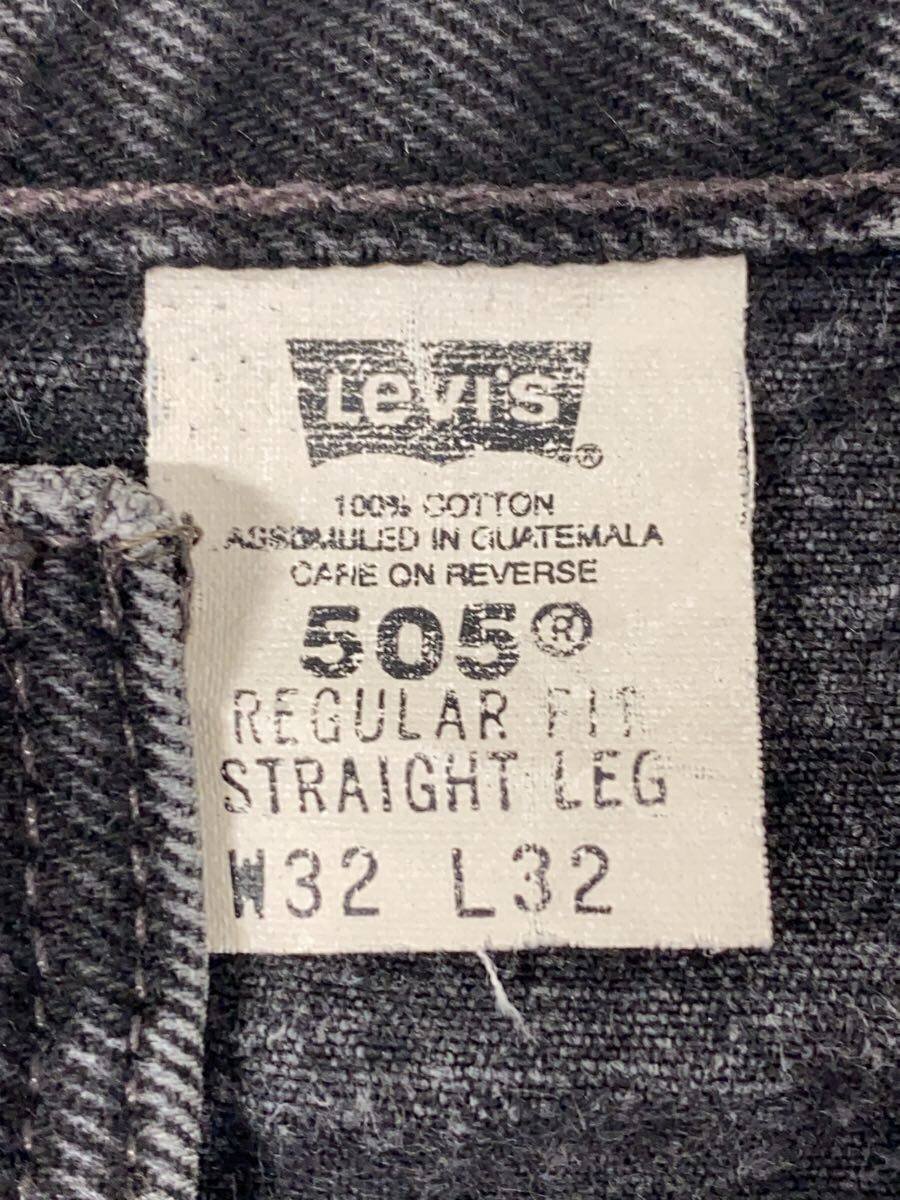 Levi's ®
100% COTTON
ASSEMBLED IN GUATEMALA
CARE ON REVERSE
505®
REGULAR FIT
STRAIGHT LEG
W32 L32